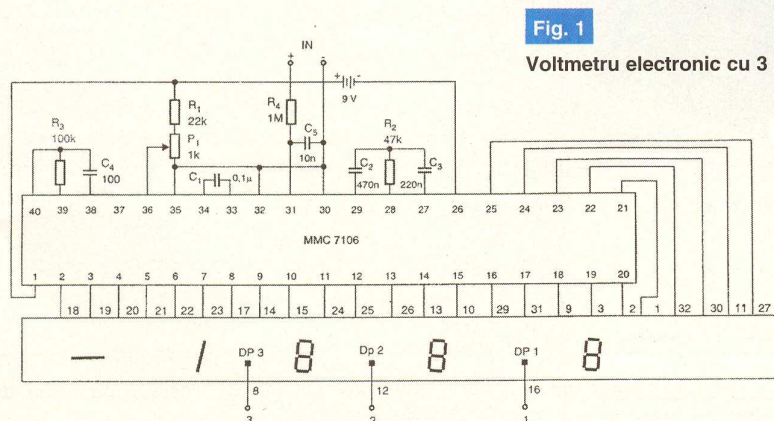 Fig. 1
Voltmetru electronic cu 3
IN
+ -
+ -
9 V
R1
22k
R4
1M
R3
100k
P1
1k
C5
10n
R2
47k
C4
100
C1 0,1µ
C2
470n
C3
220n
40 39 38 37 36 35 34 33 32 31 30 29 28 27 26 25 24 23 22 21
MMC 7106
1 2 3 4 5 6 7 8 9 10 11 12 13 14 15 16 17 18 19 20
18 19 20 21 22 23 17 14 15 24 25 26 13 10 29 31 9 3 2 1 32 30 11 27
DP 3 8 Dp 2 8 DP 1 8
8 12 16
3 2 1